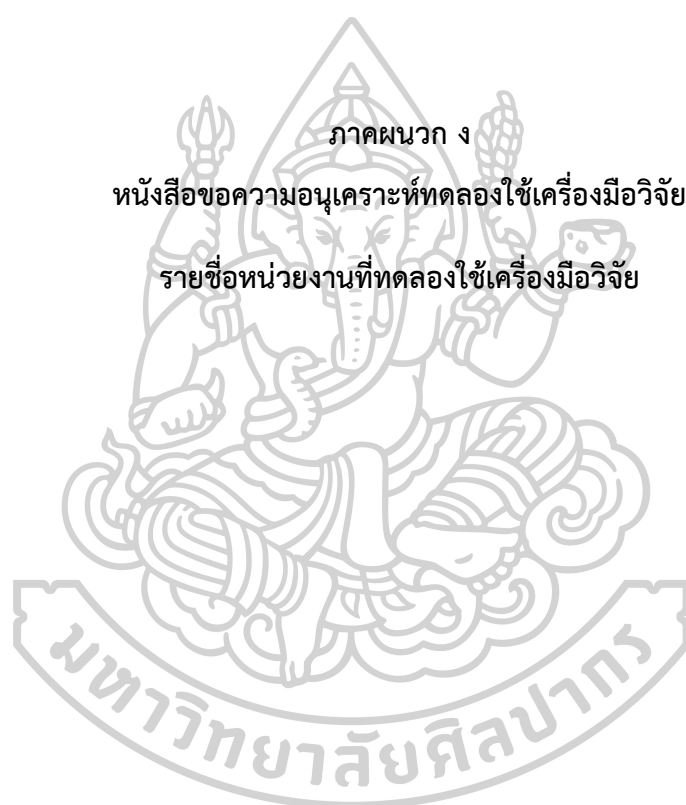 ภาคผนวก ง
หนังสือขอความอนุเคราะห์ทดลองใช้เครื่องมือวิจัย
รายชื่อหน่วยงานที่ทดลองใช้เครื่องมือวิจัย
มหาวิทยาลัยศิลปากร